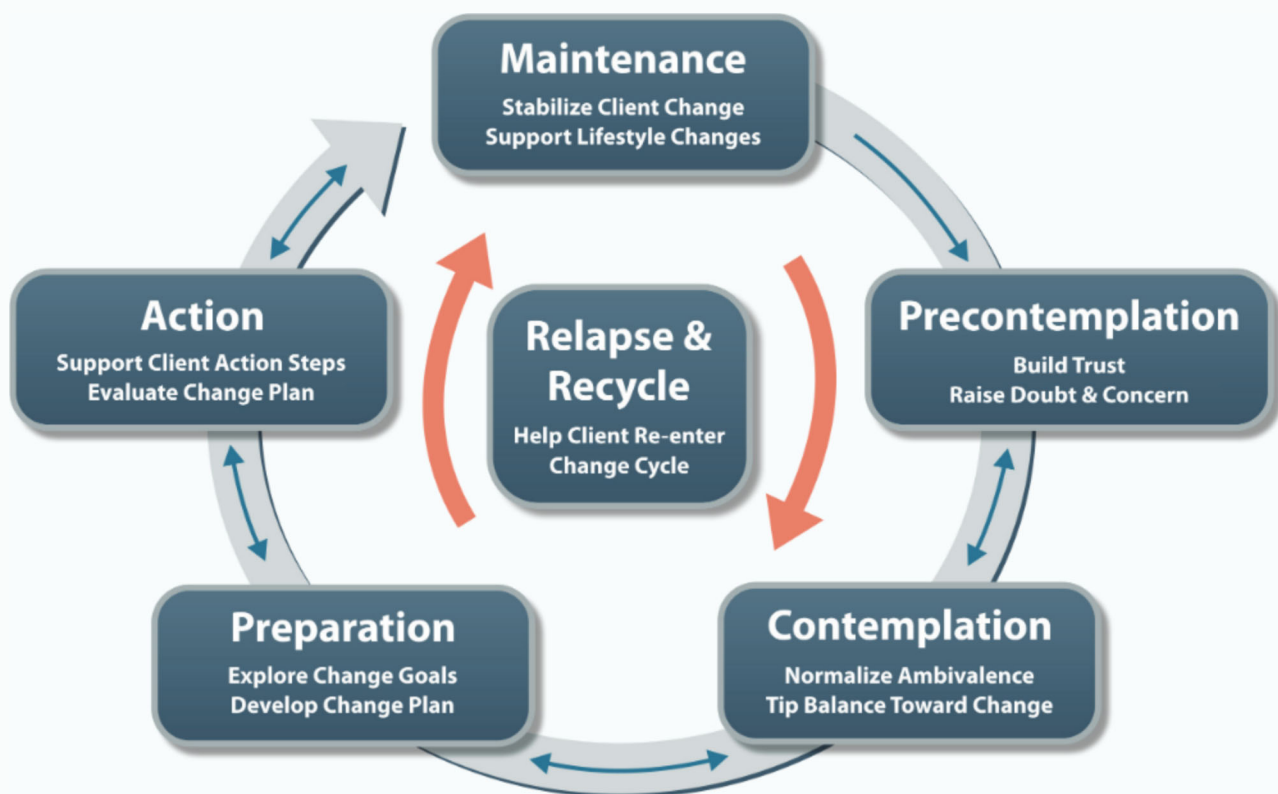 Maintenance
Stabilize Client Change
Support Lifestyle Changes
Precontemplation
Build Trust
Raise Doubt & Concern
Contemplation
Normalize Ambivalence
Tip Balance Toward Change
Preparation
Explore Change Goals
Develop Change Plan
Action
Support Client Action Steps
Evaluate Change Plan
Relapse &
Recycle
Help Client Re-enter
Change Cycle